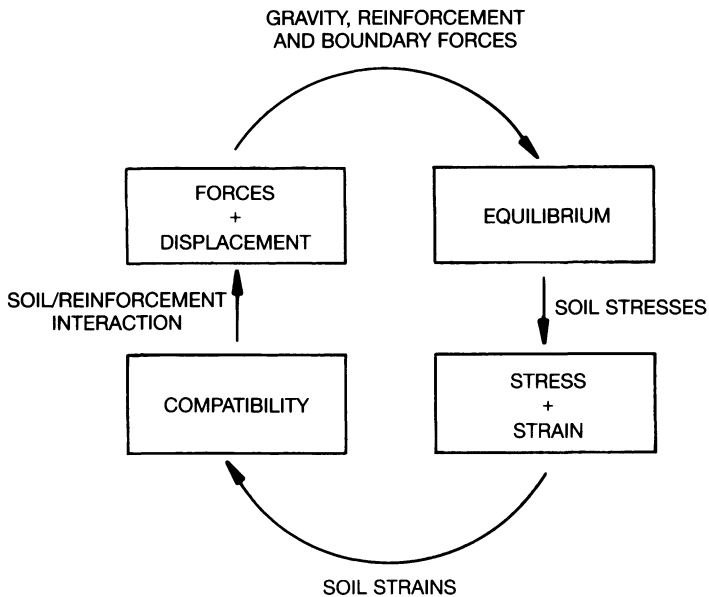 GRAVITY, REINFORCEMENT
AND BOUNDARY FORCES
FORCES
+
DISPLACEMENT
EQUILIBRIUM
SOIL/REINFORCEMENT
INTERACTION
SOIL STRESSES
COMPATIBILITY
STRESS
+
STRAIN
SOIL STRAINS